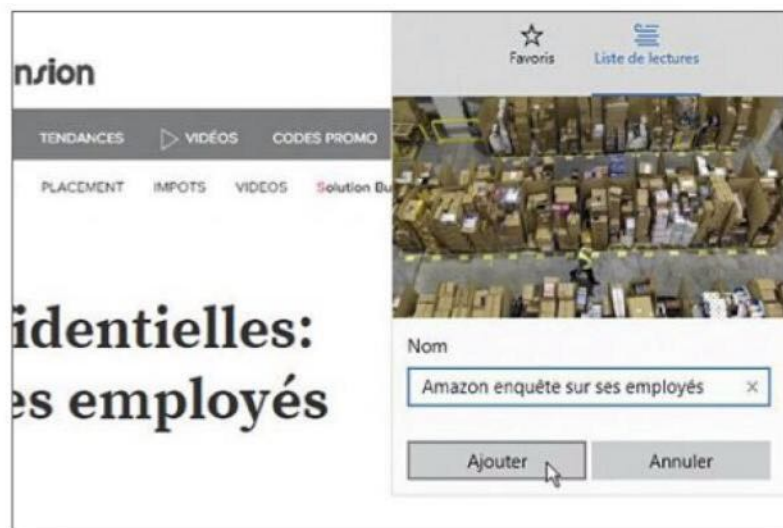 nsion
TENDANCES VIDÉOS CODES PROMO
PLACEMENT IMPOTS VIDEOS Solution Bu
identielles:
es employés
Favoris Liste de lectures
Nom
Amazon enquête sur ses employés
Ajouter Annuler